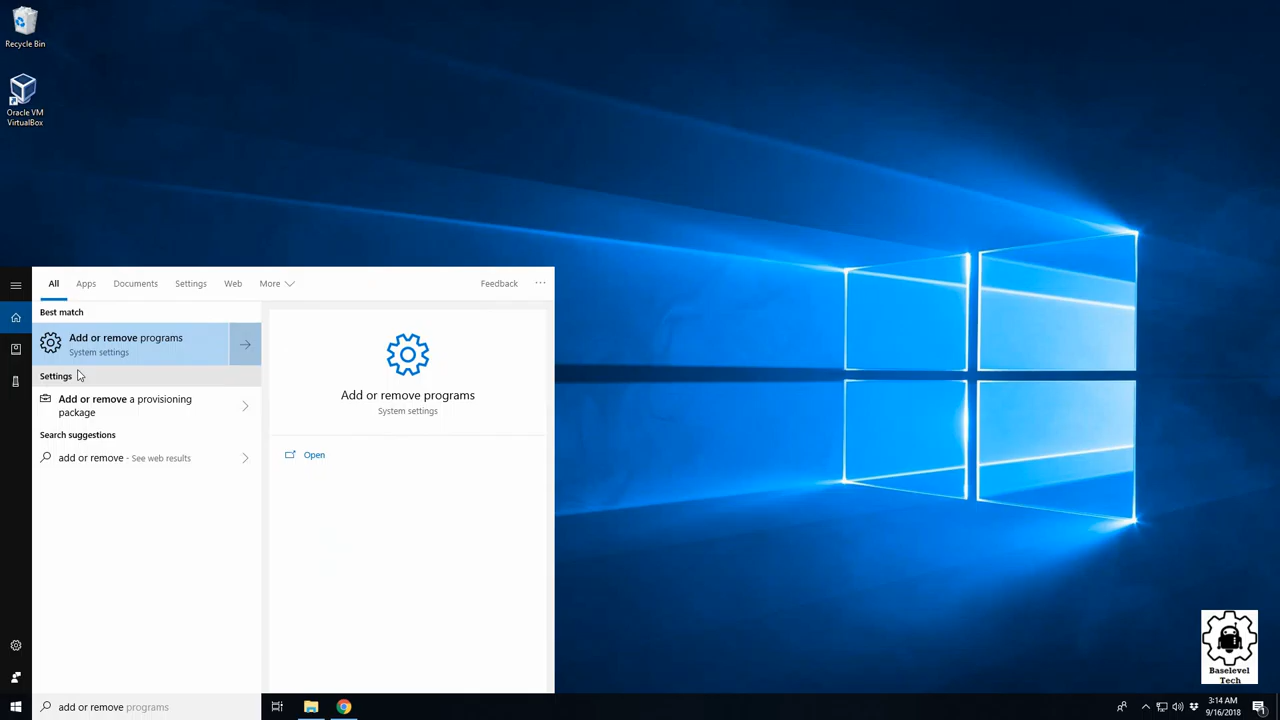 Recycle Bin
Oracle VM
VirtualBox
All Apps Documents Settings Web More Feedback ...
Best match
Add or remove programs
System settings
Settings
Add or remove a provisioning
package
Search suggestions
add or remove - See web results
Add or remove programs
System settings
Open
add or remove programs
Baselevel
Tech
3:14 AM
9/16/2018
1